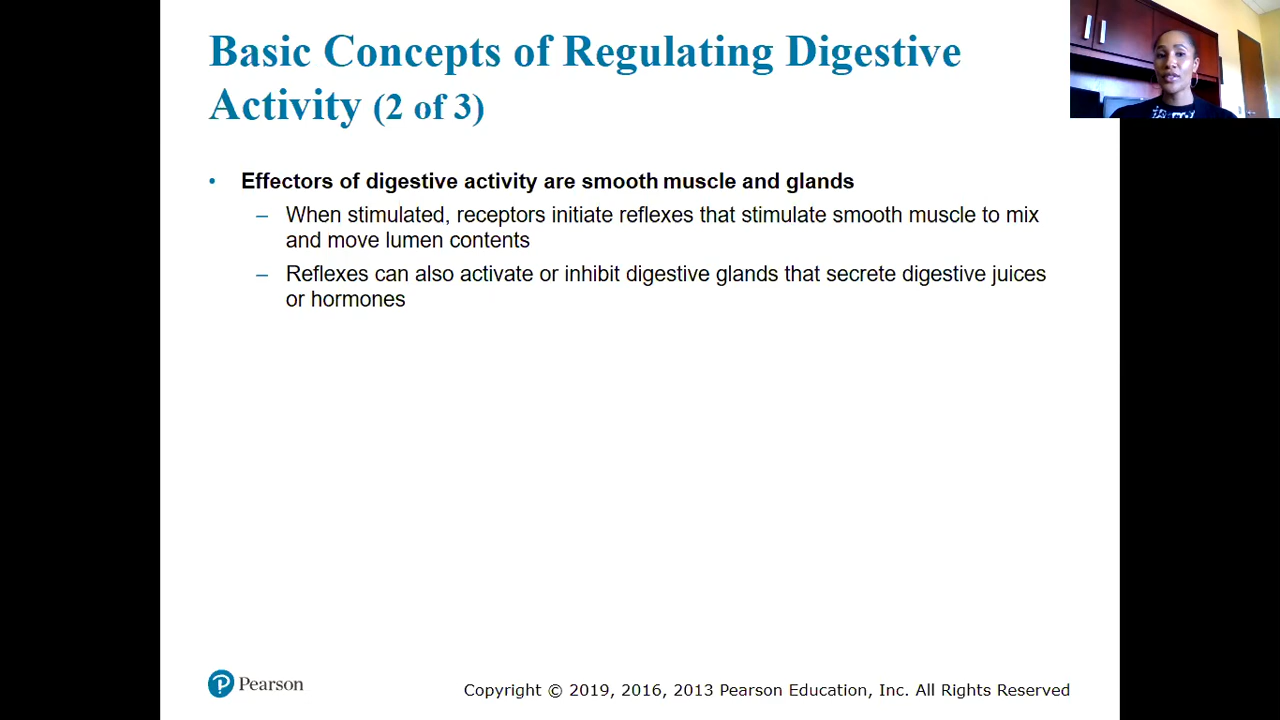 Basic Concepts of Regulating Digestive
Activity (2 of 3)
• Effectors of digestive activity are smooth muscle and glands
– When stimulated, receptors initiate reflexes that stimulate smooth muscle to mix
and move lumen contents
– Reflexes can also activate or inhibit digestive glands that secrete digestive juices
or hormones
Pearson
Copyright © 2019, 2016, 2013 Pearson Education, Inc. All Rights Reserved